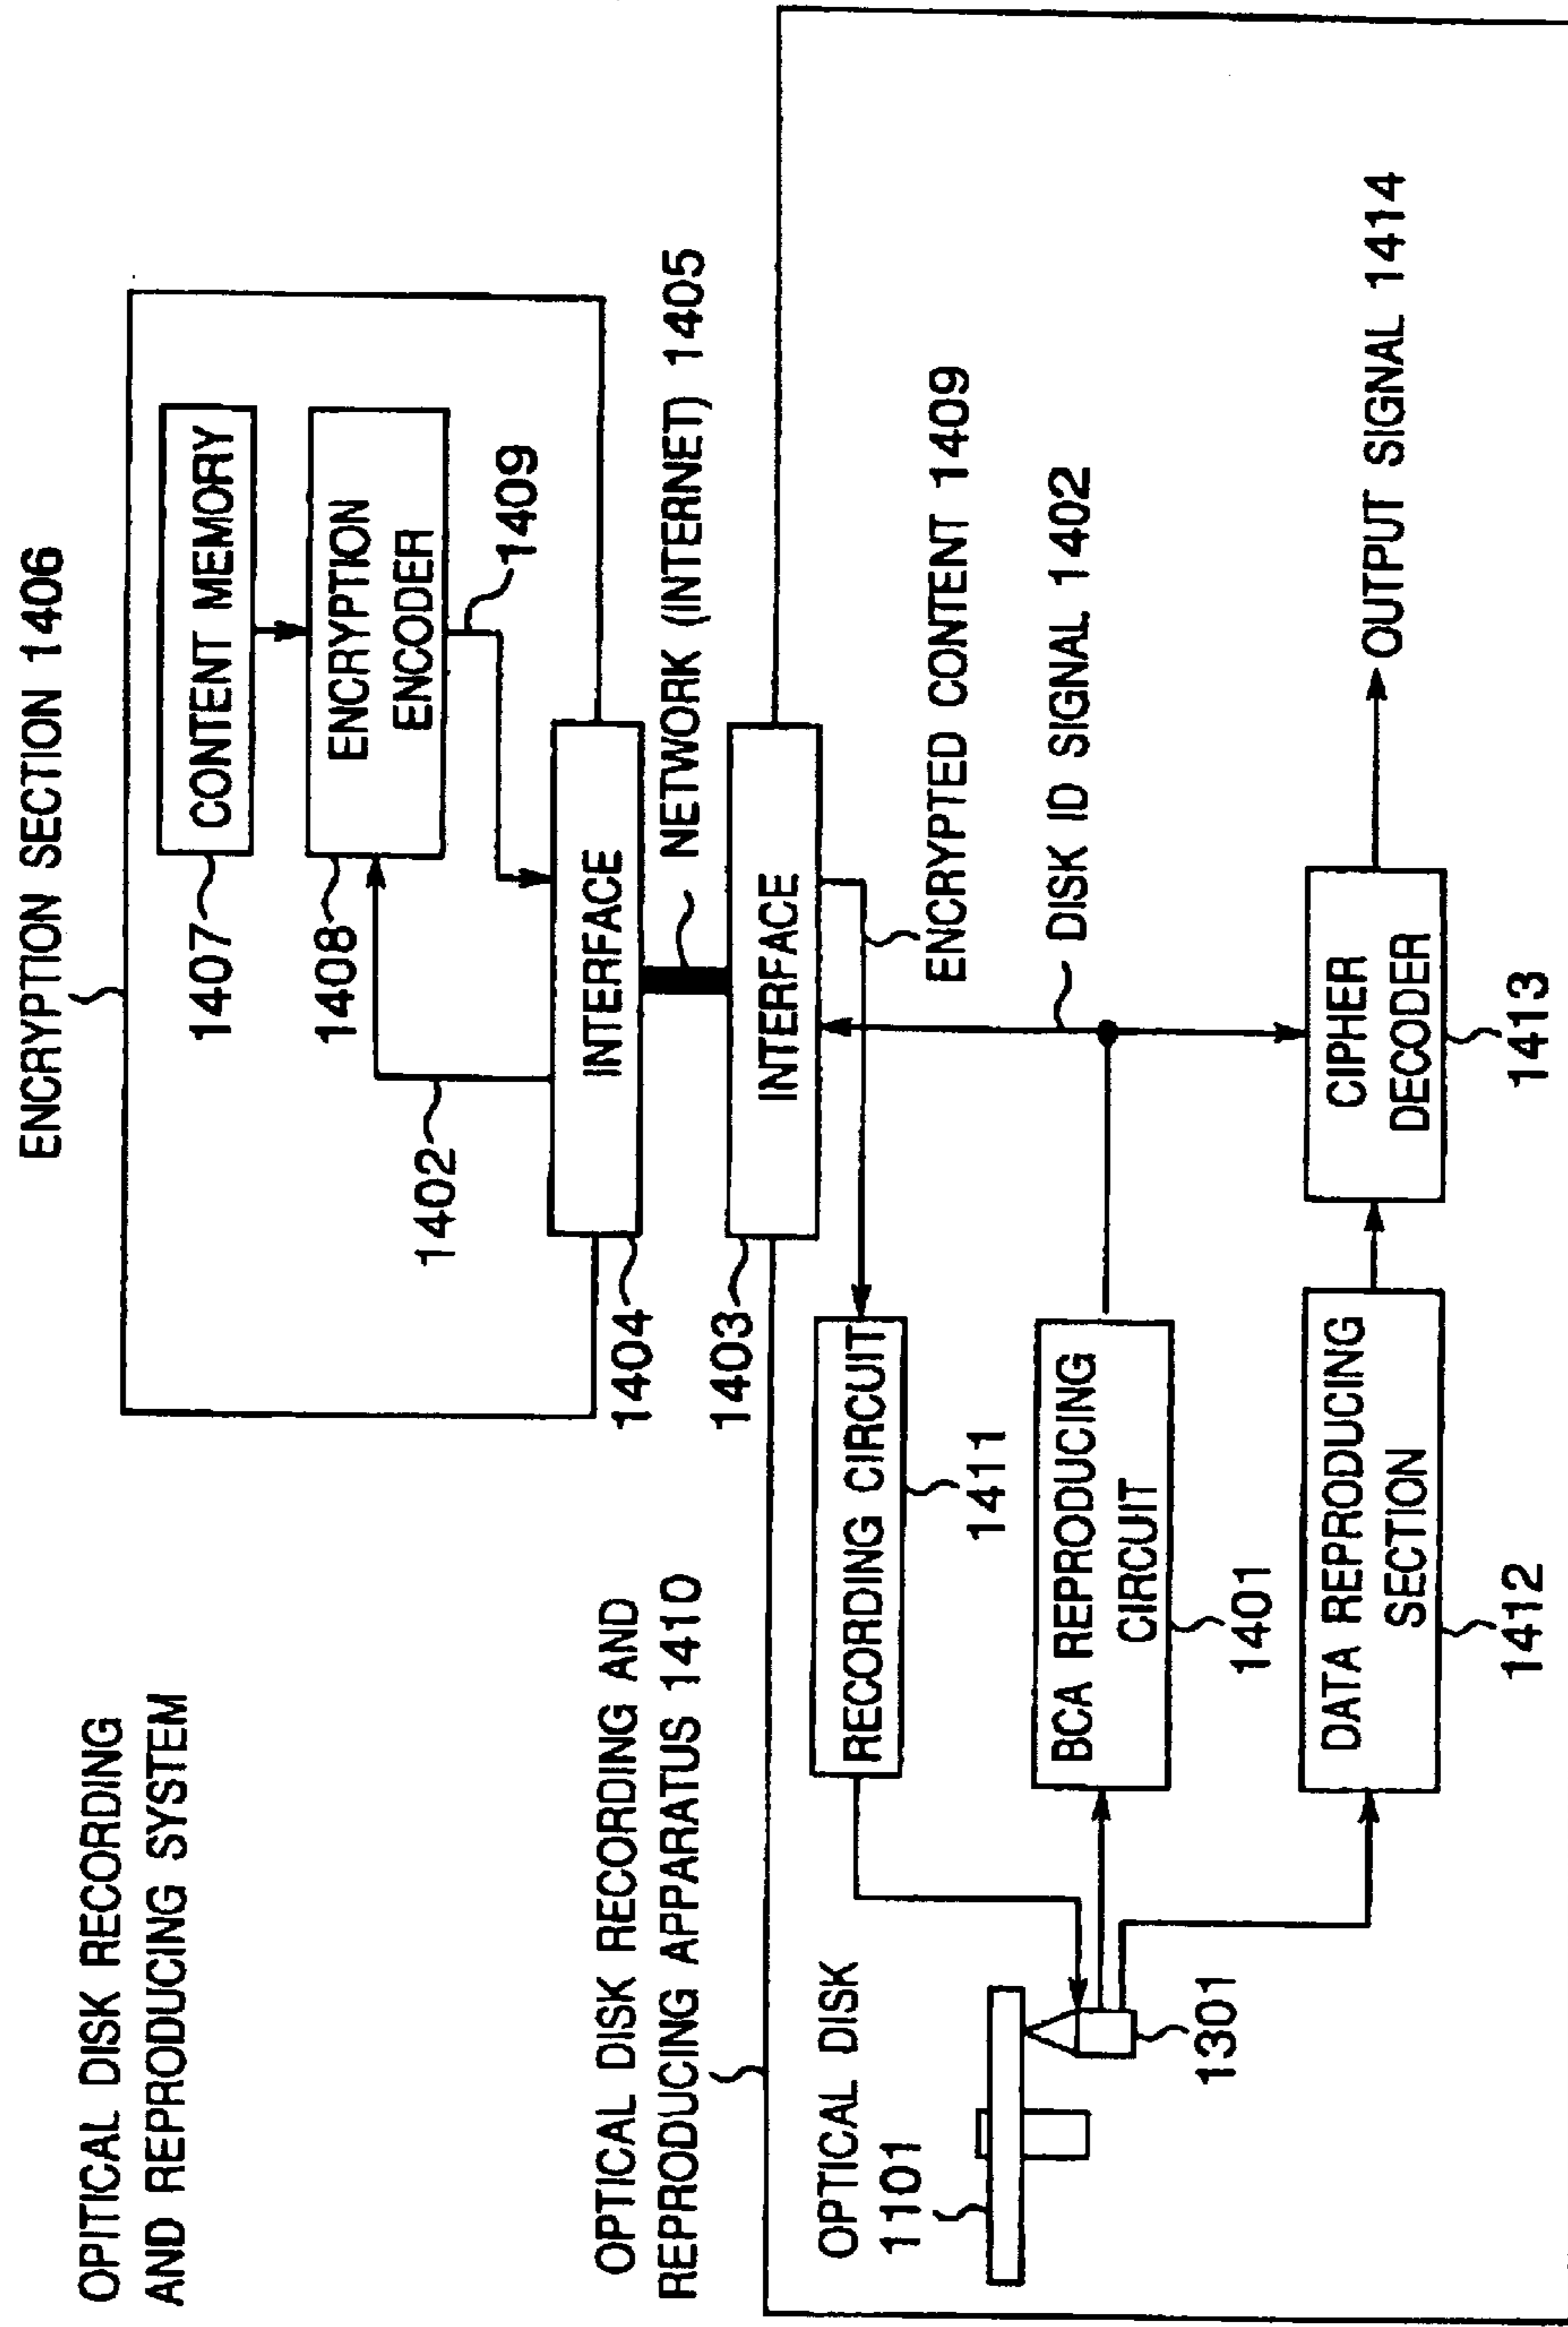 OPITICAL DISK RECORDING
AND REPRODUCING SYSTEM
ENCRYPTION SECTION 1406
CONTENT MEMORY
1407
ENCRYPTION
ENCODER
1408
1409
1402
INTERFACE
1404
NETWORK (INTERNET) 1405
OPTICAL DISK RECORDING AND
REPRODUCING APPARATUS 1410
INTERFACE
1403
OPTICAL DISK
1101
1301
RECORDING CIRCUIT
1411
ENCRYPTED CONTENT 1409
BCA REPRODUCING
CIRCUIT
1401
DISK ID SIGNAL 1402
DATA REPRODUCING
SECTION
1412
CIPHER
DECODER
1413
OUTPUT SIGNAL 1414